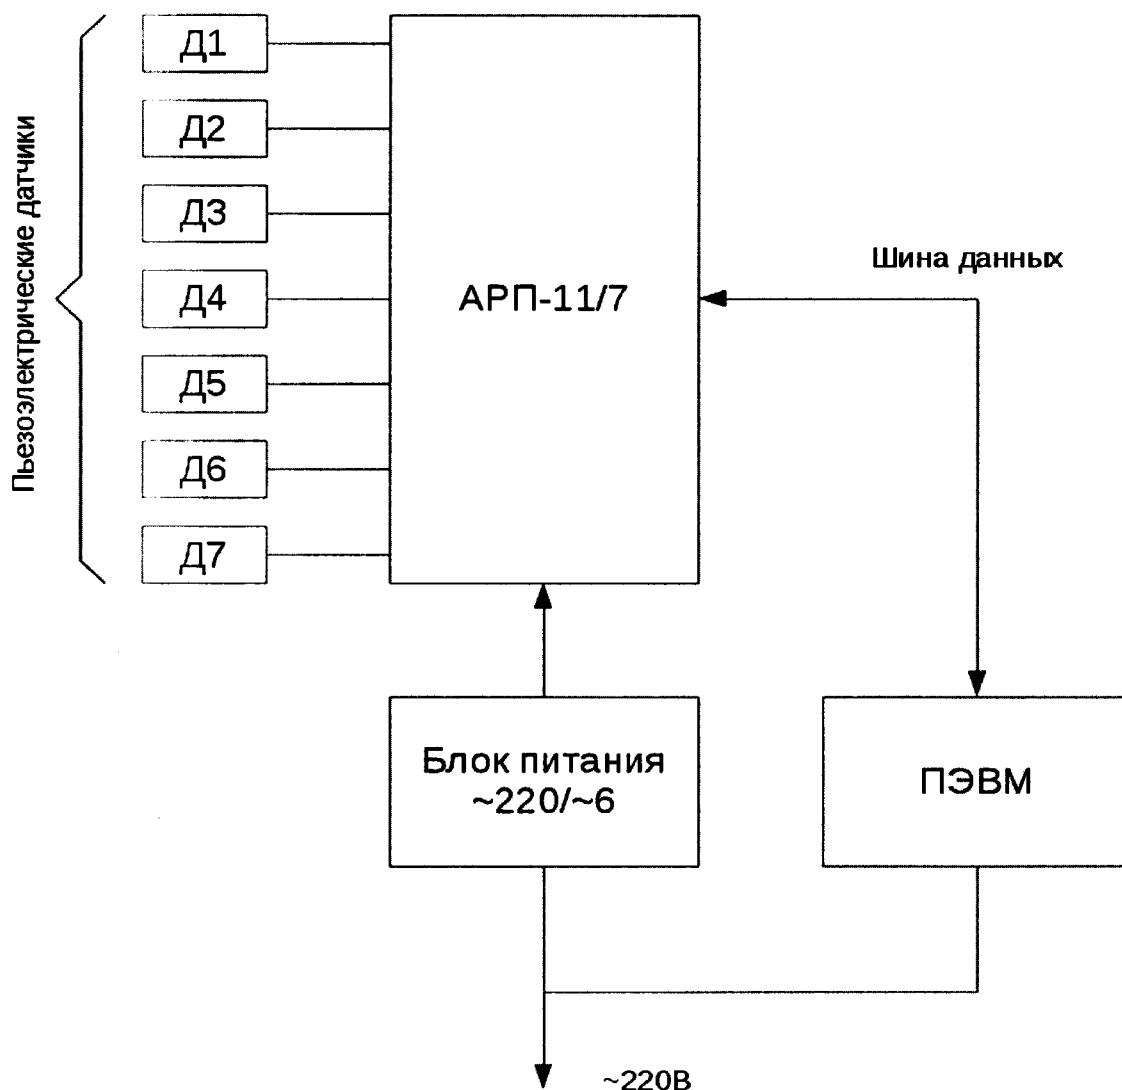 Пьезоэлектрические датчики
Д1
Д2
Д3
Д4
Д5
Д6
Д7
АРП-11/7
Шина данных
Блок питания
~220/~6
ПЭВМ
~220В